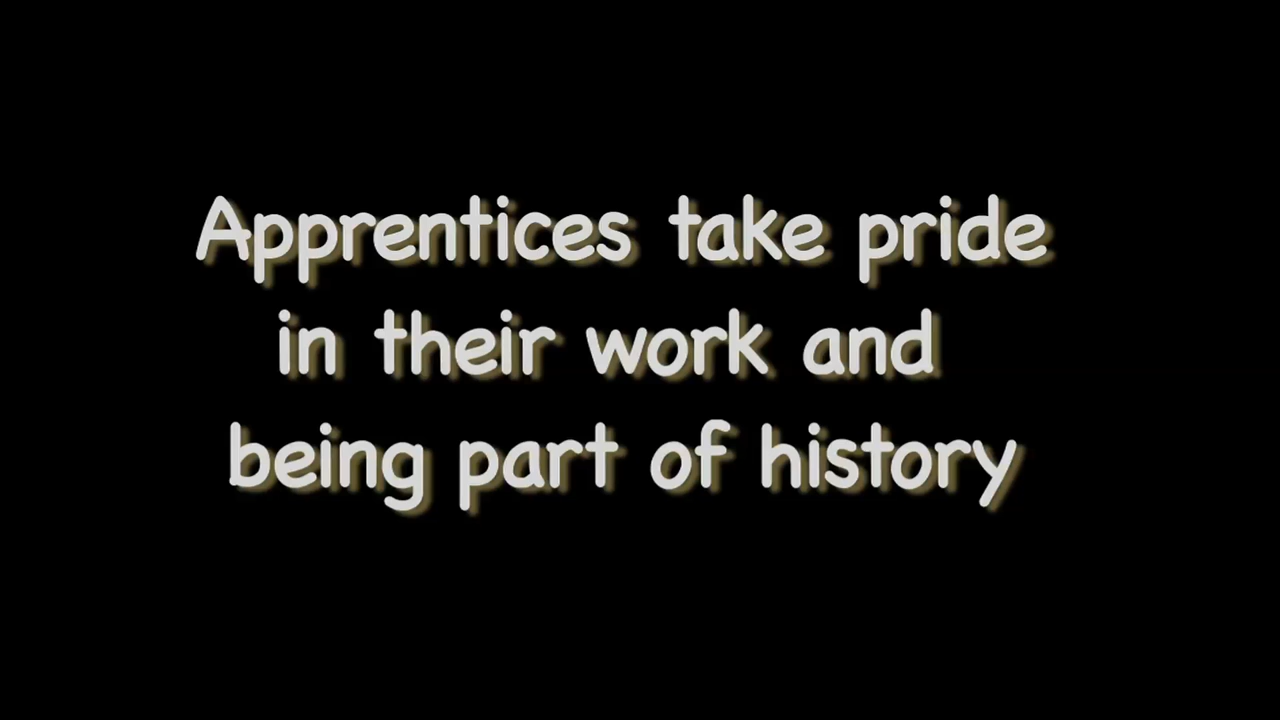 Apprentices take pride
in their work and
being part of history